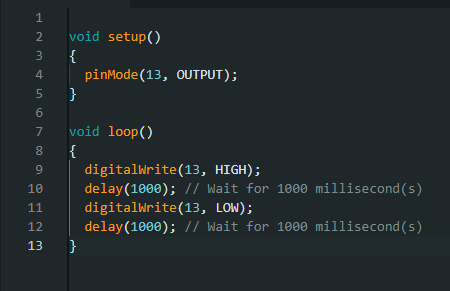 1
2 void setup()
3 {
4   pinMode(13, OUTPUT);
5 }
6
7 void loop()
8 {
9   digitalWrite(13, HIGH);
10   delay(1000); // Wait for 1000 millisecond(s)
11   digitalWrite(13, LOW);
12   delay(1000); // Wait for 1000 millisecond(s)
13 }